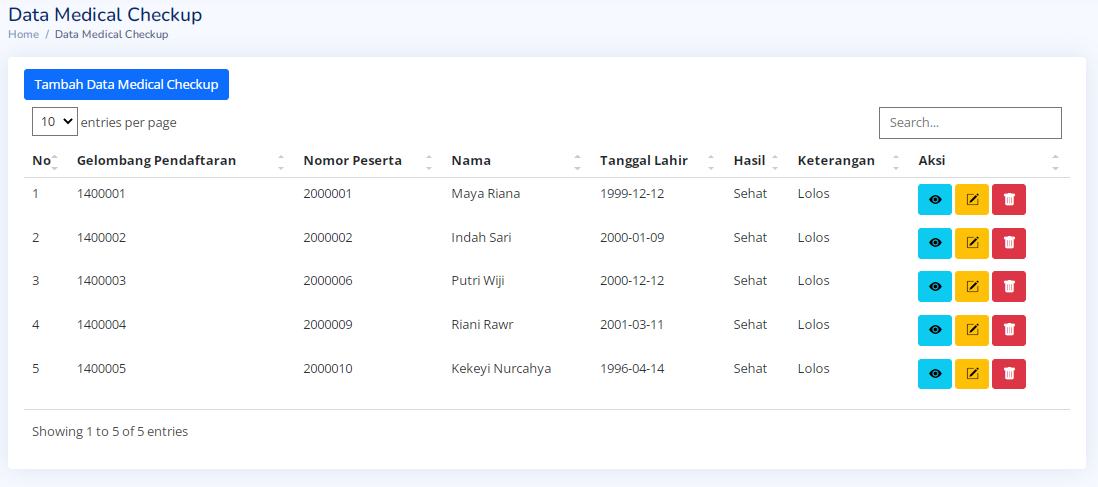 Data Medical Checkup
Home / Data Medical Checkup
Tambah Data Medical Checkup
10 entries per page
Search...
No Gelombang Pendaftaran Nomor Peserta Nama Tanggal Lahir Hasil Keterangan Aksi
1 1400001 2000001 Maya Riana 1999-12-12 Sehat Lolos
2 1400002 2000002 Indah Sari 2000-01-09 Sehat Lolos
3 1400003 2000006 Putri Wiji 2000-12-12 Sehat Lolos
4 1400004 2000009 Riani Rawr 2001-03-11 Sehat Lolos
5 1400005 2000010 Kekeyi Nurcahya 1996-04-14 Sehat Lolos
Showing 1 to 5 of 5 entries